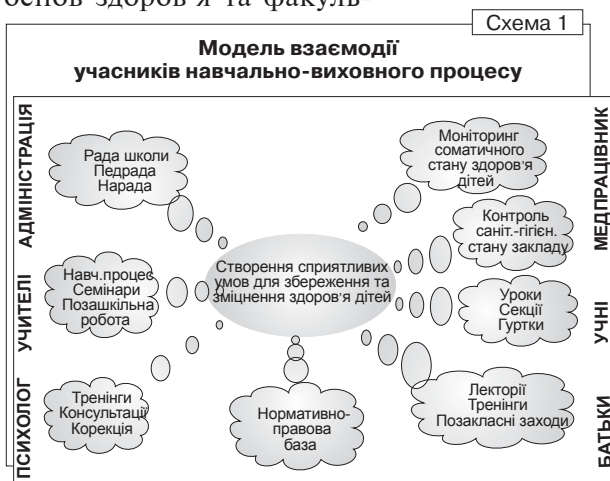 основ здоров'я та факуль-
Схема 1
Модель взаємодії
учасників навчально-виховного процесу
АДМІНІСТРАЦІЯ
Рада школи
Педрада
Нарада
Моніторинг
соматичного
стану здоров'я
дітей
МЕДПРАЦІВНИК
Контроль
саніт.-гігієн.
стану закладу
Створення сприятливих
умов для збереження та
зміцнення здоров'я дітей
УЧИТЕЛІ
Навч.процес
Семінари
Позашкільна
робота
Уроки
Секції
Гуртки
УЧНІ
ПСИХОЛОГ
Тренінги
Консультації
Корекція
Нормативно-
правова
база
Лекторії
Тренінги
Позакласні заходи
БАТЬКИ